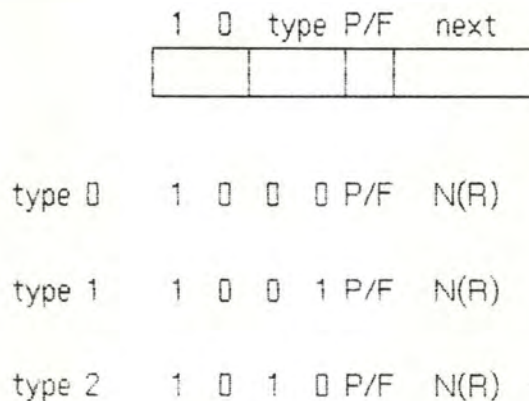 1 0 type P/F next
type 0 1 0 0 0 P/F N(R)
type 1 1 0 0 1 P/F N(R)
type 2 1 0 1 0 P/F N(R)